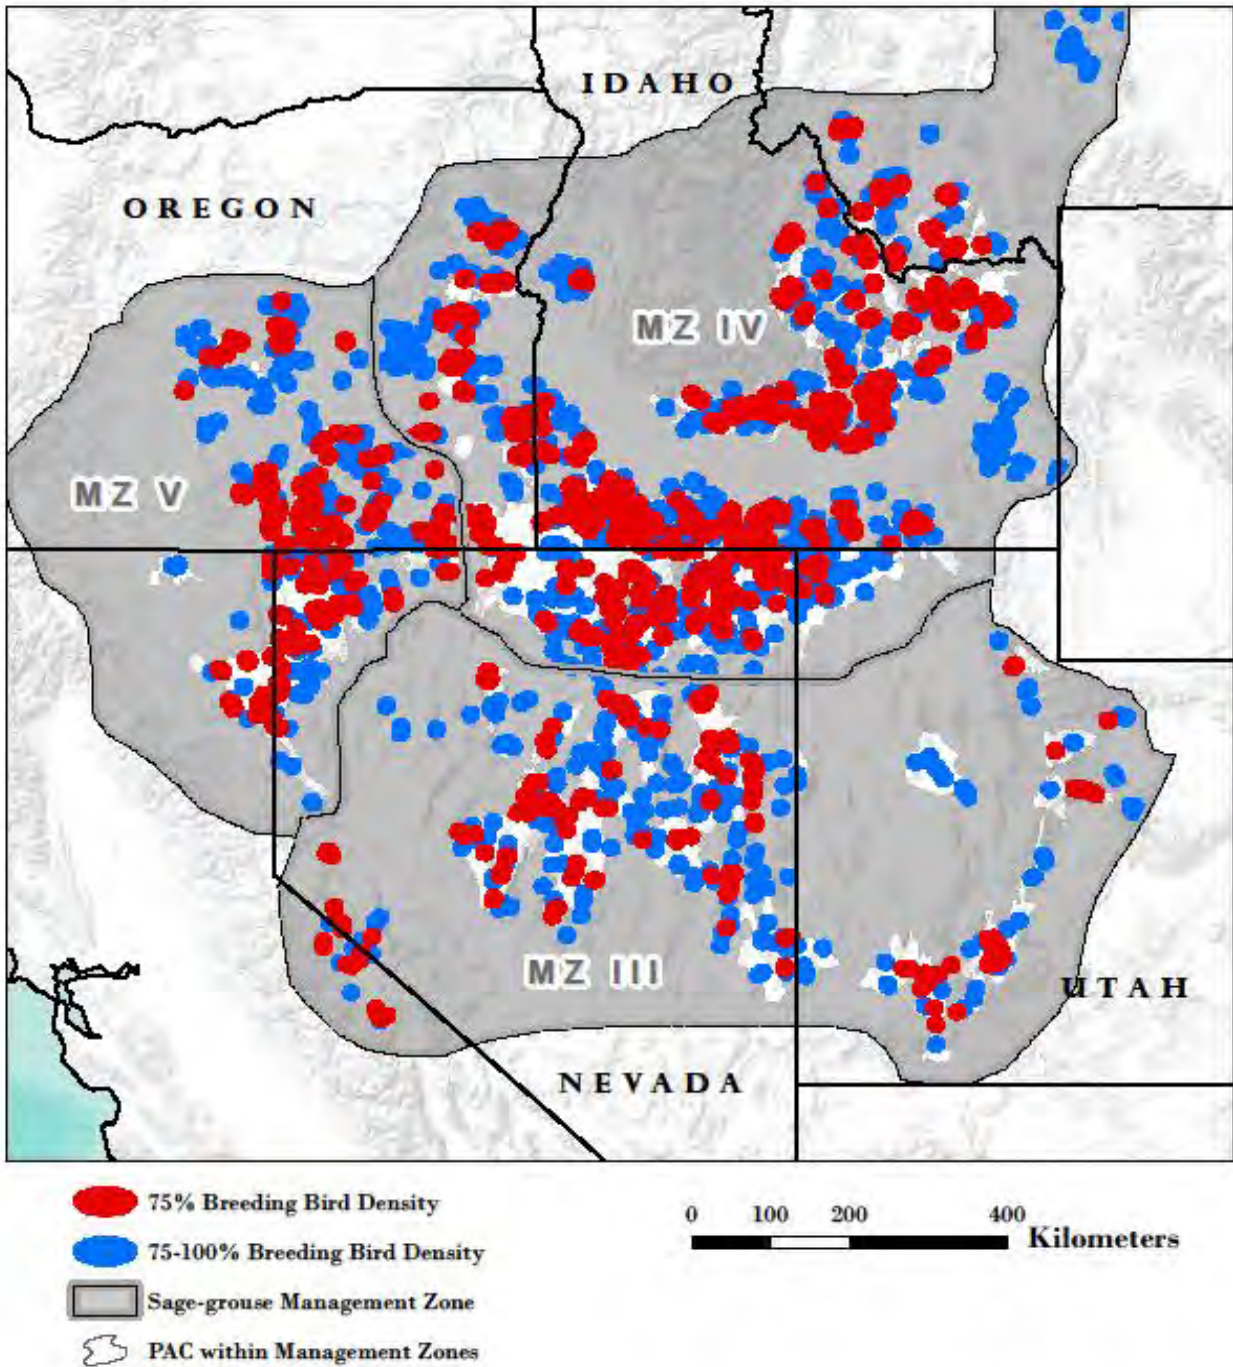 IDAHO
OREGON
MZ IV
MZ V
MZ III
UTAH
NEVADA
75% Breeding Bird Density
75-100% Breeding Bird Density
Sage-grouse Management Zone
PAC within Management Zones
0 100 200 400
Kilometers